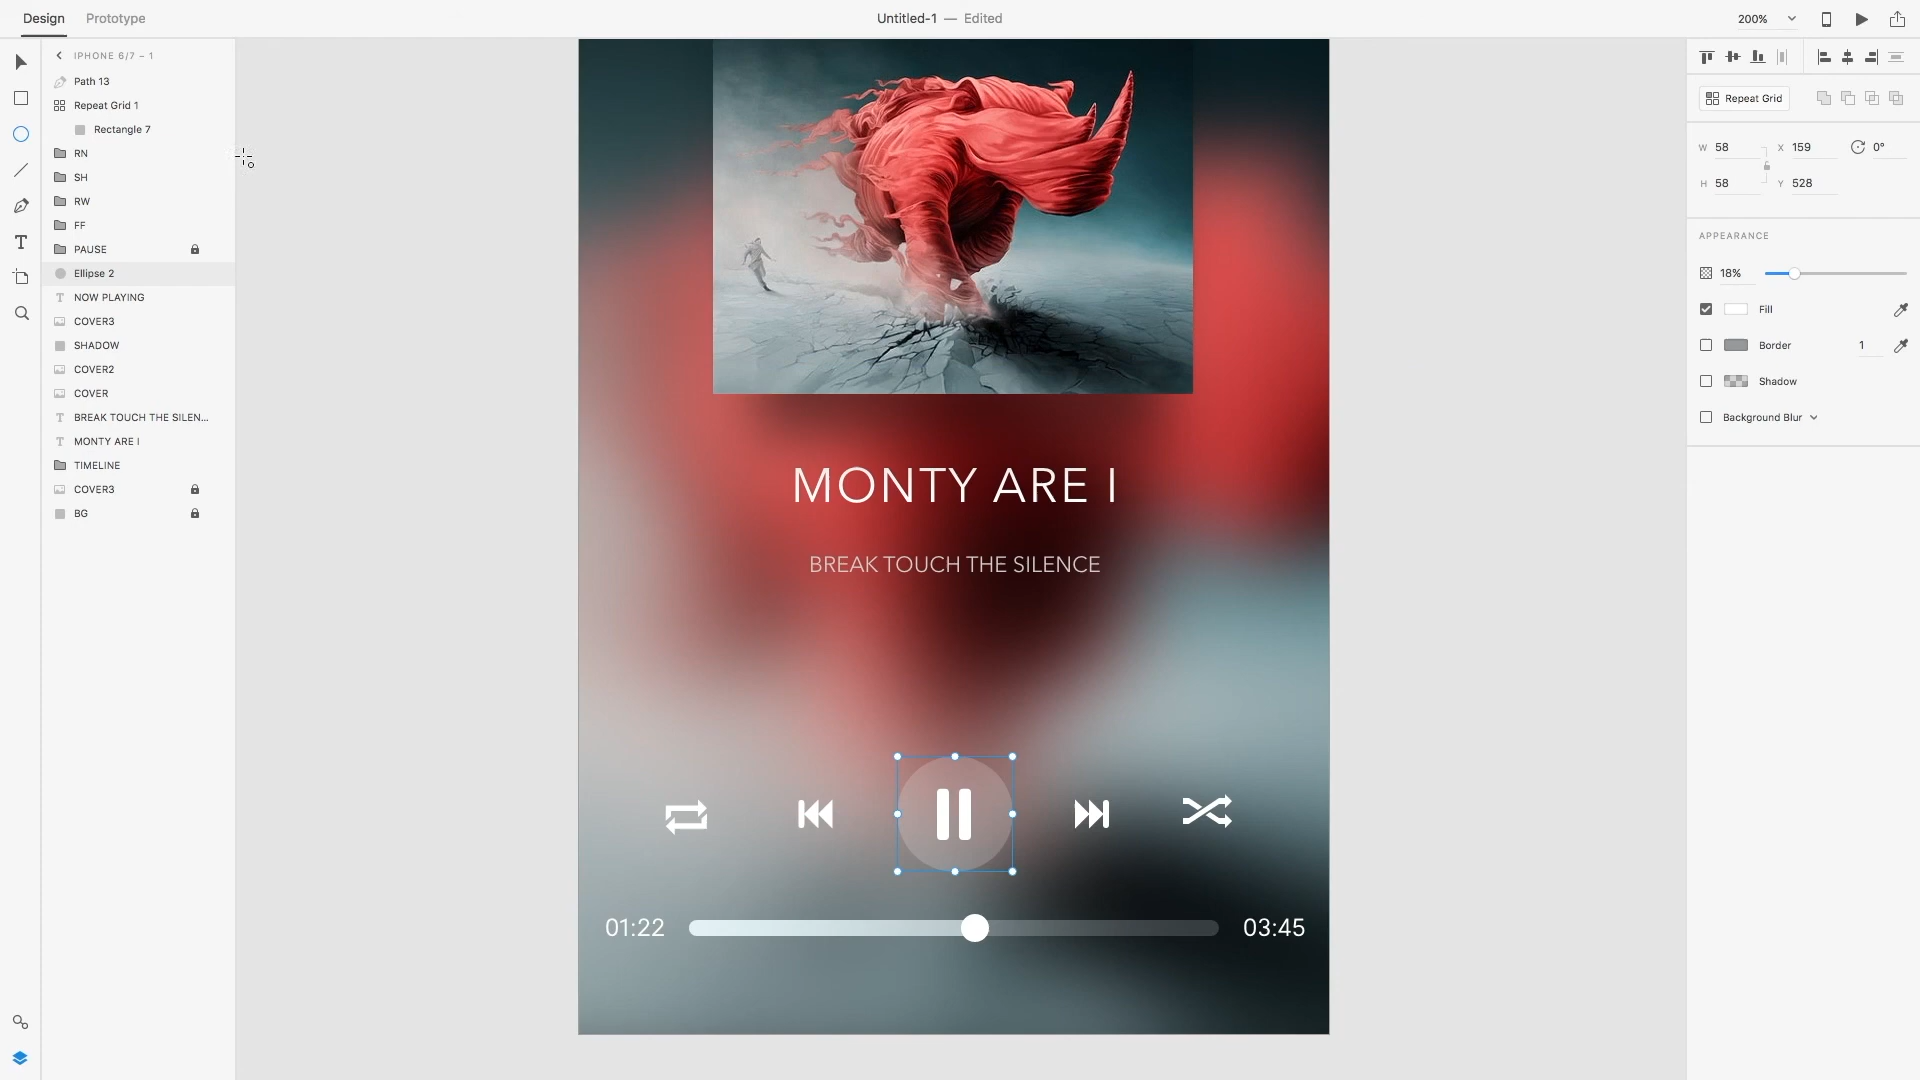 Design Prototype Untitled-1 — Edited 200%
IPHONE 6/7 – 1
Path 13
Repeat Grid 1
Rectangle 7
RN
SH
RW
FF
PAUSE
Ellipse 2
NOW PLAYING
COVER3
SHADOW
COVER2
COVER
BREAK TOUCH THE SILEN...
MONTY ARE I
TIMELINE
COVER3
BG
MONTY ARE I
BREAK TOUCH THE SILENCE
01:22 03:45
Repeat Grid
W 58 X 159 0°
H 58 Y 528
APPEARANCE
18%
Fill
Border 1
Shadow
Background Blur